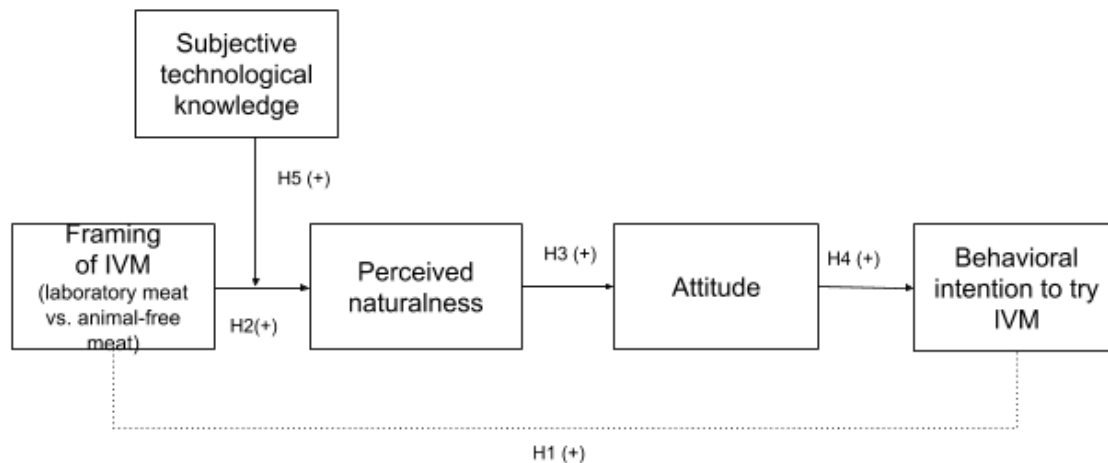 Subjective
technological
knowledge
H5 (+)
Framing
of IVM
(laboratory meat
vs. animal-free
meat)
H2(+)
Perceived
naturalness
H3 (+)
Attitude
H4 (+)
Behavioral
intention to try
IVM
H1 (+)